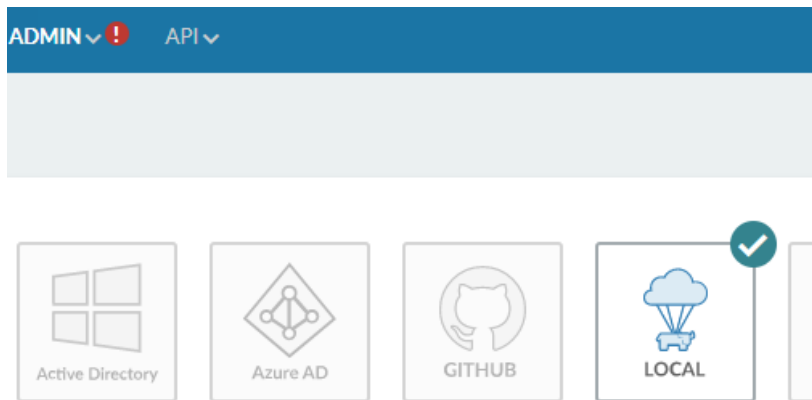 ADMIN ! API
Active Directory
Azure AD
GITHUB
LOCAL